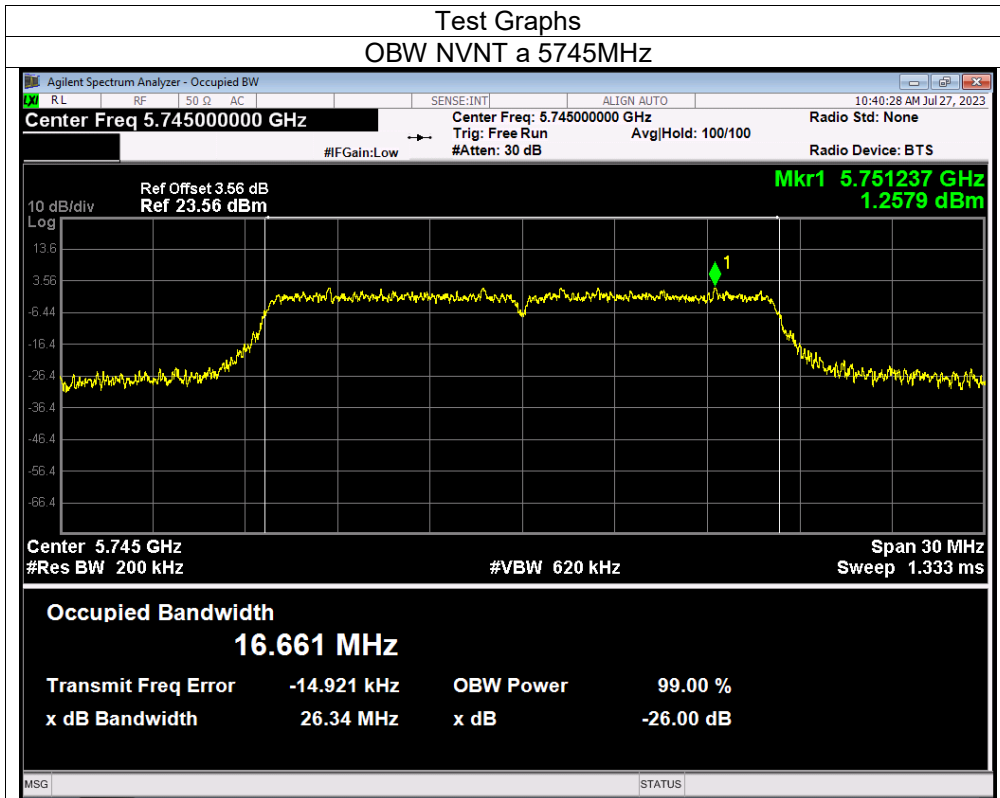 Test Graphs
OBW NVNT a 5745MHz
Agilent Spectrum Analyzer - Occupied BW
LXI RL RF 50 Ω AC SENSE:INT ALIGN AUTO 10:40:28 AM Jul 27, 2023
Center Freq 5.745000000 GHz Center Freq: 5.745000000 GHz Radio Std: None
Trig: Free Run Avg|Hold: 100/100
#IFGain:Low #Atten: 30 dB Radio Device: BTS
Mkr1 5.751237 GHz
1.2579 dBm
Ref Offset 3.56 dB
10 dB/div Ref 23.56 dBm
Log
13.6
3.56
-6.44
-16.4
-26.4
-36.4
-46.4
-56.4
-66.4
1
Center 5.745 GHz Span 30 MHz
#Res BW 200 kHz #VBW 620 kHz Sweep 1.333 ms
Occupied Bandwidth
16.661 MHz
Transmit Freq Error -14.921 kHz OBW Power 99.00 %
x dB Bandwidth 26.34 MHz x dB -26.00 dB
MSG STATUS